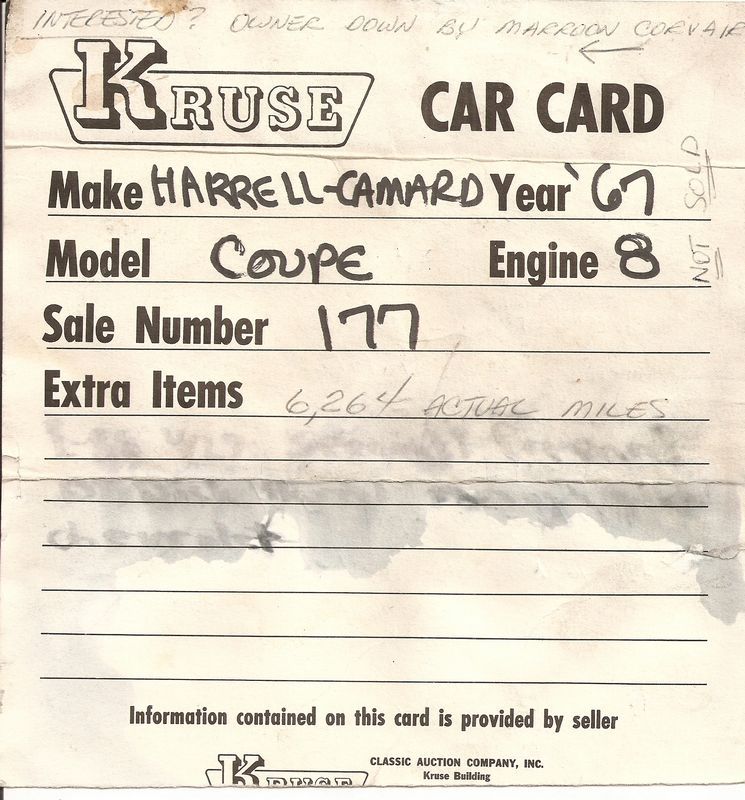 INTERESTED? OWNER DOWN BY MARROON CORVAIR
KRUSE CAR CARD
Make HARRELL-CAMARD Year '67
NOT SOLD
Model COUPE Engine 8
Sale Number 177
Extra Items 6,264 ACTUAL MILES
Information contained on this card is provided by seller
KRUSE CLASSIC AUCTION COMPANY, INC.
Kruse Building